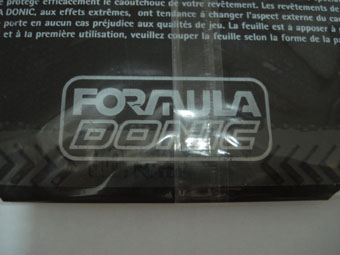 protège efficacement le caoutchouc de votre revêtement. Les revêtements de
A DONIC, aux effets extrêmes, ont tendance à changer l'aspect externe du cao
porte en aucun cas préjudice aux qualités de jeu. La feuille est à apposer à
et à la première utilisation, veuillez couper la feuille selon la forme de la p
FORMULA
DONIC